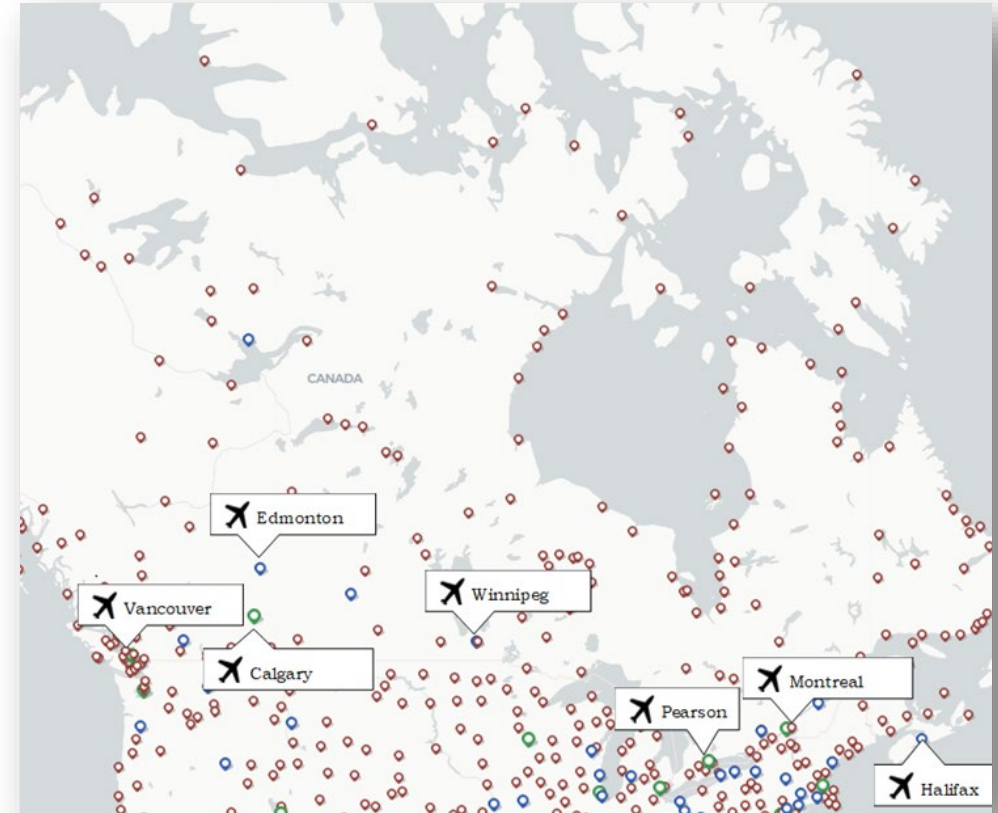 CANADA
Edmonton
Winnipeg
Vancouver
Calgary
Montreal
Pearson
Halifax